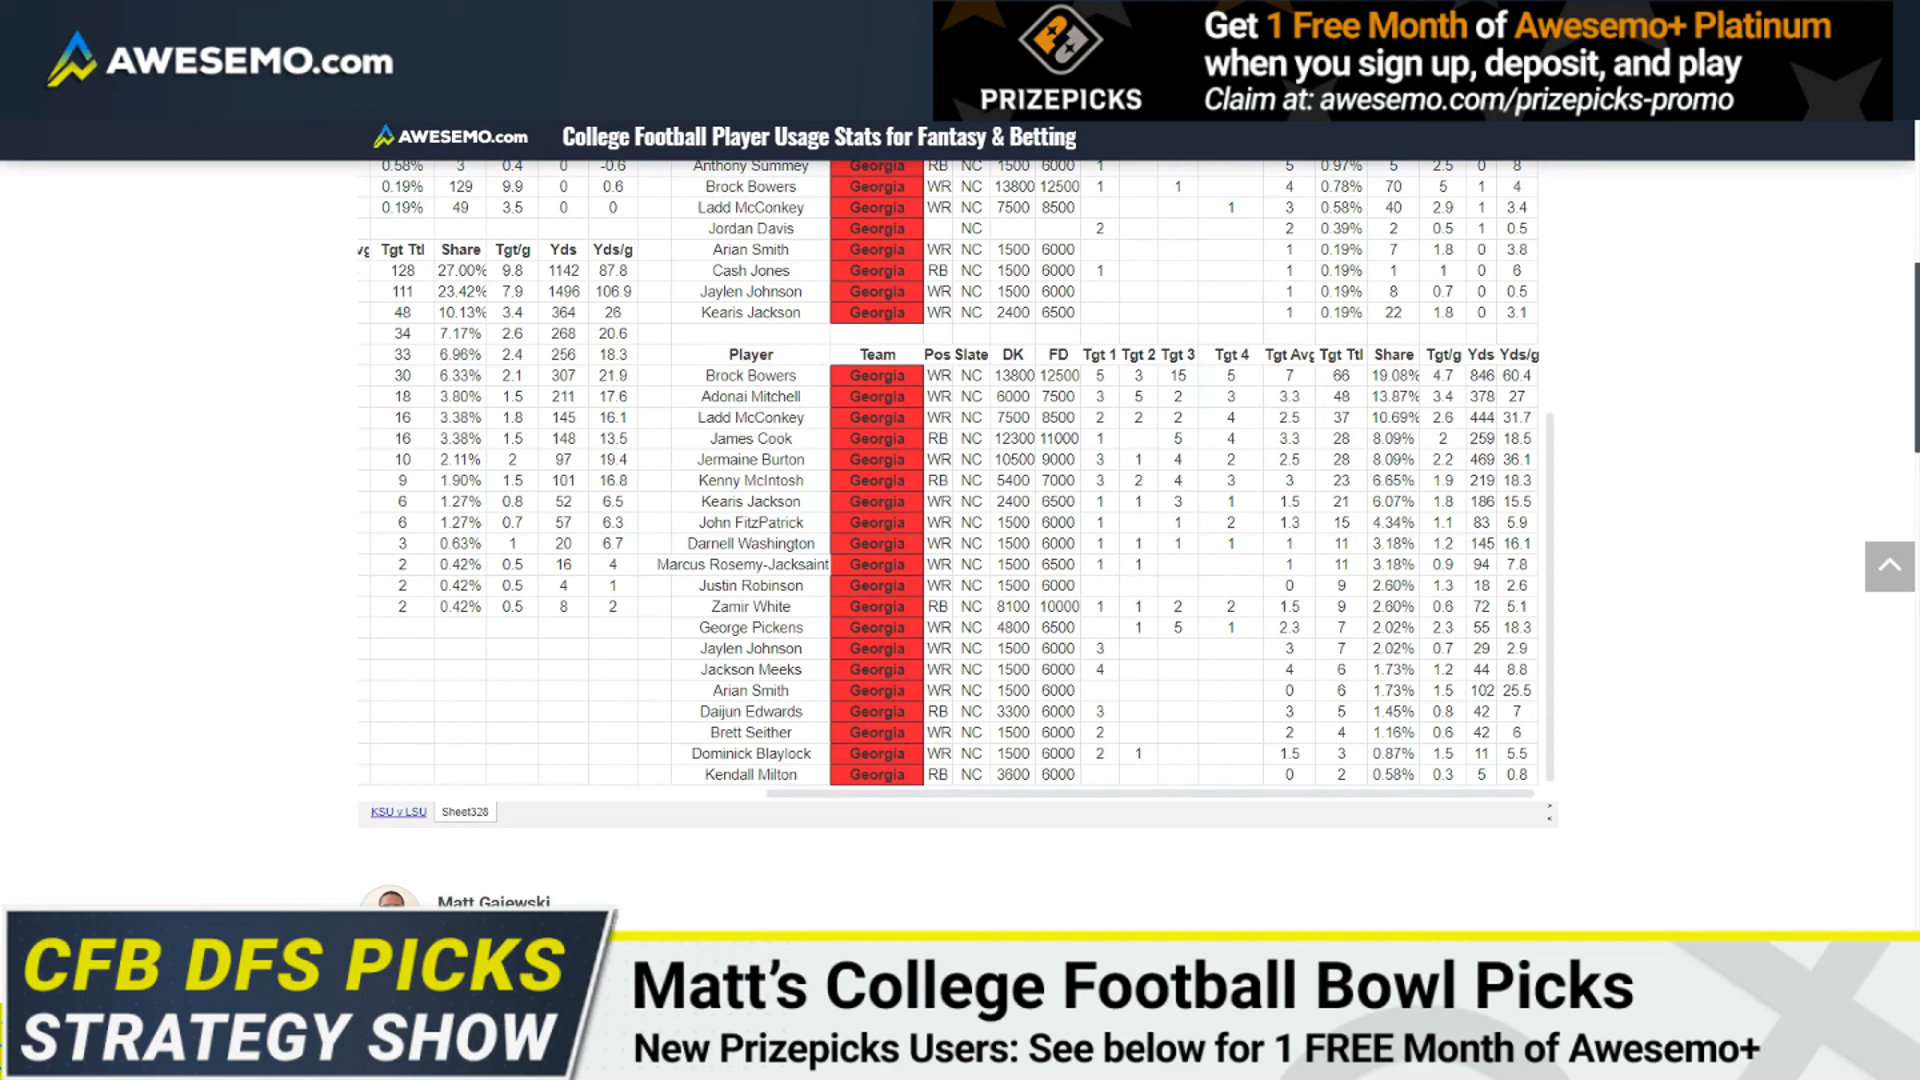 AWESEMO.com
PRIZEPICKS
Get 1 Free Month of Awesemo+ Platinum
when you sign up, deposit, and play
Claim at: awesemo.com/prizepicks-promo
AWESEMO.com College Football Player Usage Stats for Fantasy & Betting
0.58% 3 0.4 0 -0.6 Anthony Summey Georgia RB NC 1500 6000 1 5 0.97% 5 2.5 0 8
0.19% 129 9.9 0 0.6 Brock Bowers Georgia WR NC 13800 12500 1 1 4 0.78% 70 5 1 4
0.19% 49 3.5 0 0 Ladd McConkey Georgia WR NC 7500 8500 1 3 0.58% 40 2.9 1 3.4
Jordan Davis Georgia NC 2 2 0.39% 2 0.5 1 0.5
vg Tgt Ttl Share Tgt/g Yds Yds/g Arian Smith Georgia WR NC 1500 6000 1 0.19% 7 1.8 0 3.8
128 27.00% 9.8 1142 87.8 Cash Jones Georgia RB NC 1500 6000 1 1 0.19% 1 1 0 6
111 23.42% 7.9 1496 106.9 Jaylen Johnson Georgia WR NC 1500 6000 1 0.19% 8 0.7 0 0.5
48 10.13% 3.4 364 26 Kearis Jackson Georgia WR NC 2400 6500 1 0.19% 22 1.8 0 3.1
34 7.17% 2.6 268 20.6
33 6.96% 2.4 256 18.3 Player Team Pos Slate DK FD Tgt 1 Tgt 2 Tgt 3 Tgt 4 Tgt Avg Tgt Ttl Share Tgt/g Yds Yds/g
30 6.33% 2.1 307 21.9 Brock Bowers Georgia WR NC 13800 12500 5 3 15 5 7 66 19.08% 4.7 846 60.4
18 3.80% 1.5 211 17.6 Adonai Mitchell Georgia WR NC 6000 7500 3 5 2 3 3.3 48 13.87% 3.4 378 27
16 3.38% 1.8 145 16.1 Ladd McConkey Georgia WR NC 7500 8500 2 2 2 4 2.5 37 10.69% 2.6 444 31.7
16 3.38% 1.5 148 13.5 James Cook Georgia RB NC 12300 11000 1 5 4 3.3 28 8.09% 2 259 18.5
10 2.11% 2 97 19.4 Jermaine Burton Georgia WR NC 10500 9000 3 1 4 2 2.5 28 8.09% 2.2 469 36.1
9 1.90% 1.5 101 16.8 Kenny McIntosh Georgia RB NC 5400 7000 3 2 4 3 3 23 6.65% 1.9 219 18.3
6 1.27% 0.8 52 6.5 Kearis Jackson Georgia WR NC 2400 6500 1 1 3 1 1.5 21 6.07% 1.8 186 15.5
6 1.27% 0.7 57 6.3 John FitzPatrick Georgia WR NC 1500 6000 1 1 2 1.3 15 4.34% 1.1 83 5.9
3 0.63% 1 20 6.7 Darnell Washington Georgia WR NC 1500 6000 1 1 1 1 1 11 3.18% 1.2 145 16.1
2 0.42% 0.5 16 4 Marcus Rosemy-Jacksaint Georgia WR NC 1500 6500 1 1 1 11 3.18% 0.9 94 7.8
2 0.42% 0.5 4 1 Justin Robinson Georgia WR NC 1500 6000 0 9 2.60% 1.3 18 2.6
2 0.42% 0.5 8 2 Zamir White Georgia RB NC 8100 10000 1 1 2 2 1.5 9 2.60% 0.6 72 5.1
George Pickens Georgia WR NC 4800 6500 1 5 1 2.3 7 2.02% 2.3 55 18.3
Jaylen Johnson Georgia WR NC 1500 6000 3 3 7 2.02% 0.7 29 2.9
Jackson Meeks Georgia WR NC 1500 6000 4 4 6 1.73% 1.2 44 8.8
Arian Smith Georgia WR NC 1500 6000 0 6 1.73% 1.5 102 25.5
Daijun Edwards Georgia RB NC 3300 6000 3 3 5 1.45% 0.8 42 7
Brett Seither Georgia WR NC 1500 6000 2 2 4 1.16% 0.6 42 6
Dominick Blaylock Georgia WR NC 1500 6000 2 1 1.5 3 0.87% 1.5 11 5.5
Kendall Milton Georgia RB NC 3600 6000 0 2 0.58% 0.3 5 0.8
KSU v LSU Sheet328
Matt Gajewski
CFB DFS PICKS
STRATEGY SHOW
Matt's College Football Bowl Picks
New Prizepicks Users: See below for 1 FREE Month of Awesemo+